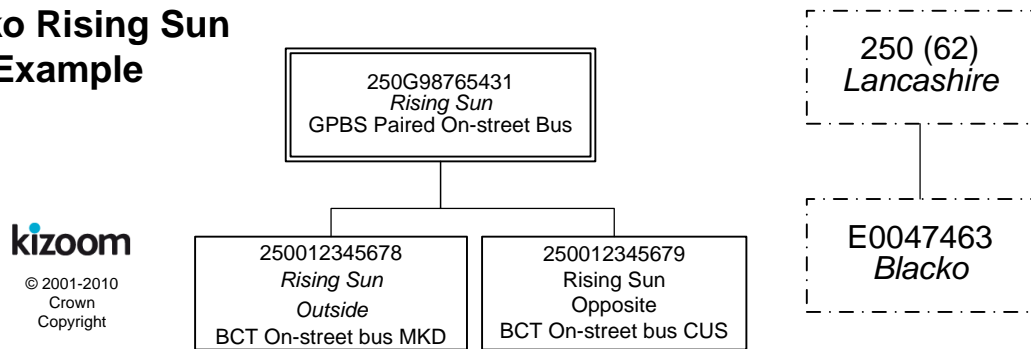 ko Rising Sun
Example
250G98765431
Rising Sun
GPBS Paired On-street Bus
250 (62)
Lancashire
kizoom
© 2001-2010
Crown
Copyright
250012345678
Rising Sun
Outside
BCT On-street bus MKD
250012345679
Rising Sun
Opposite
BCT On-street bus CUS
E0047463
Blacko